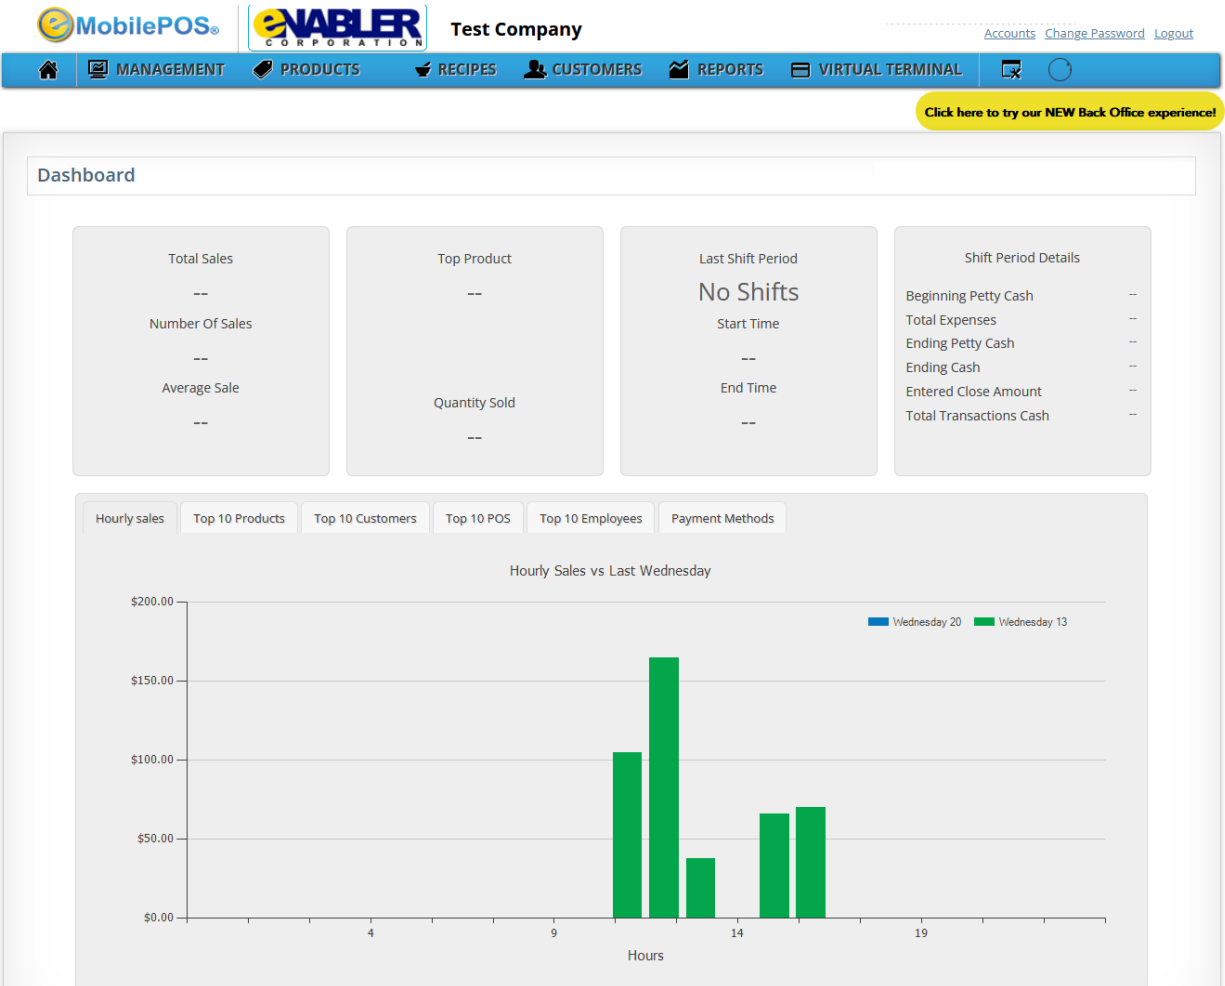 eMobilePOS®
eNABLER
CORPORATION
Test Company
Accounts Change Password Logout
MANAGEMENT PRODUCTS RECIPES CUSTOMERS REPORTS VIRTUAL TERMINAL
Click here to try our NEW Back Office experience!
Dashboard
Total Sales
--
Number Of Sales
--
Average Sale
--
Top Product
--
Quantity Sold
--
Last Shift Period
No Shifts
Start Time
--
End Time
--
Shift Period Details
Beginning Petty Cash --
Total Expenses --
Ending Petty Cash --
Ending Cash --
Entered Close Amount --
Total Transactions Cash --
Hourly sales Top 10 Products Top 10 Customers Top 10 POS Top 10 Employees Payment Methods
Hourly Sales vs Last Wednesday
Wednesday 20 Wednesday 13
$200.00
$150.00
$100.00
$50.00
$0.00
4 9 14 19
Hours